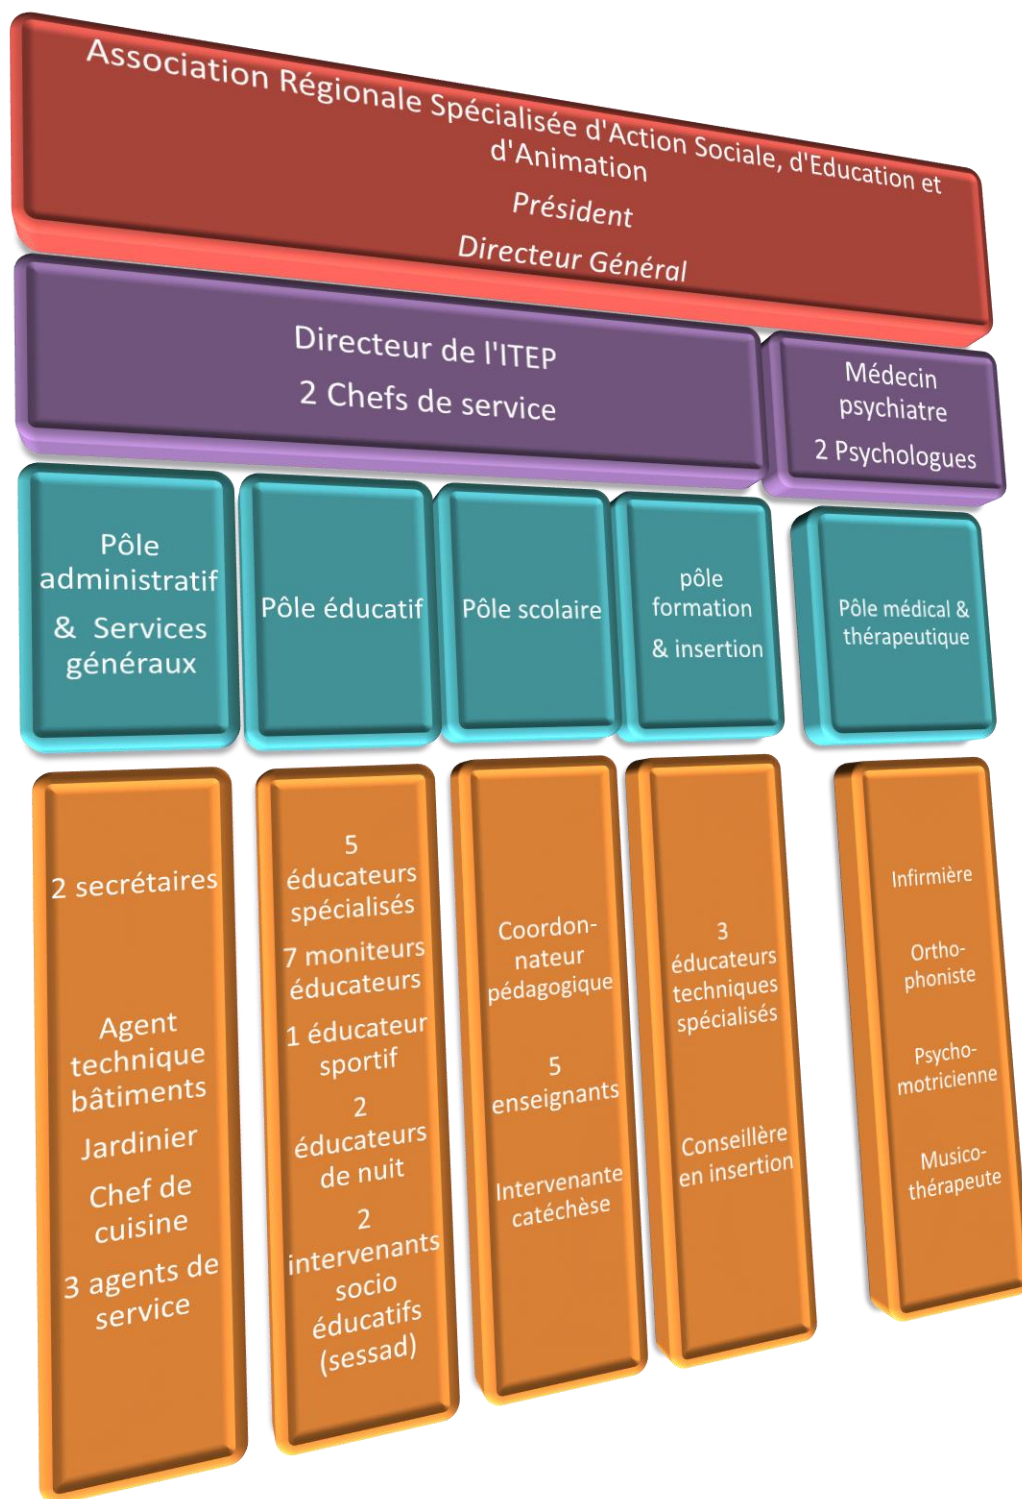 Association Régionale Spécialisée d'Action Sociale, d'Education et
d'Animation
Président
Directeur Général
Directeur de l'ITEP
2 Chefs de service
Médecin
psychiatre
2 Psychologues
Pôle
administratif
& Services
généraux
Pôle éducatif
Pôle scolaire
pôle
formation
& insertion
Pôle médical &
thérapeutique
2 secrétaires
Agent
technique
bâtiments
Jardinier
Chef de
cuisine
3 agents de
service
5
éducateurs
spécialisés
7 moniteurs
éducateurs
1 éducateur
sportif
2
éducateurs
de nuit
2
intervenants
socio
éducatifs
(sessad)
Coordon-
nateur
pédagogique
5
enseignants
Intervenante
catéchèse
3
éducateurs
techniques
spécialisés
Conseillère
en insertion
Infirmière
Ortho-
phoniste
Psycho-
motricienne
Musico-
thérapeute